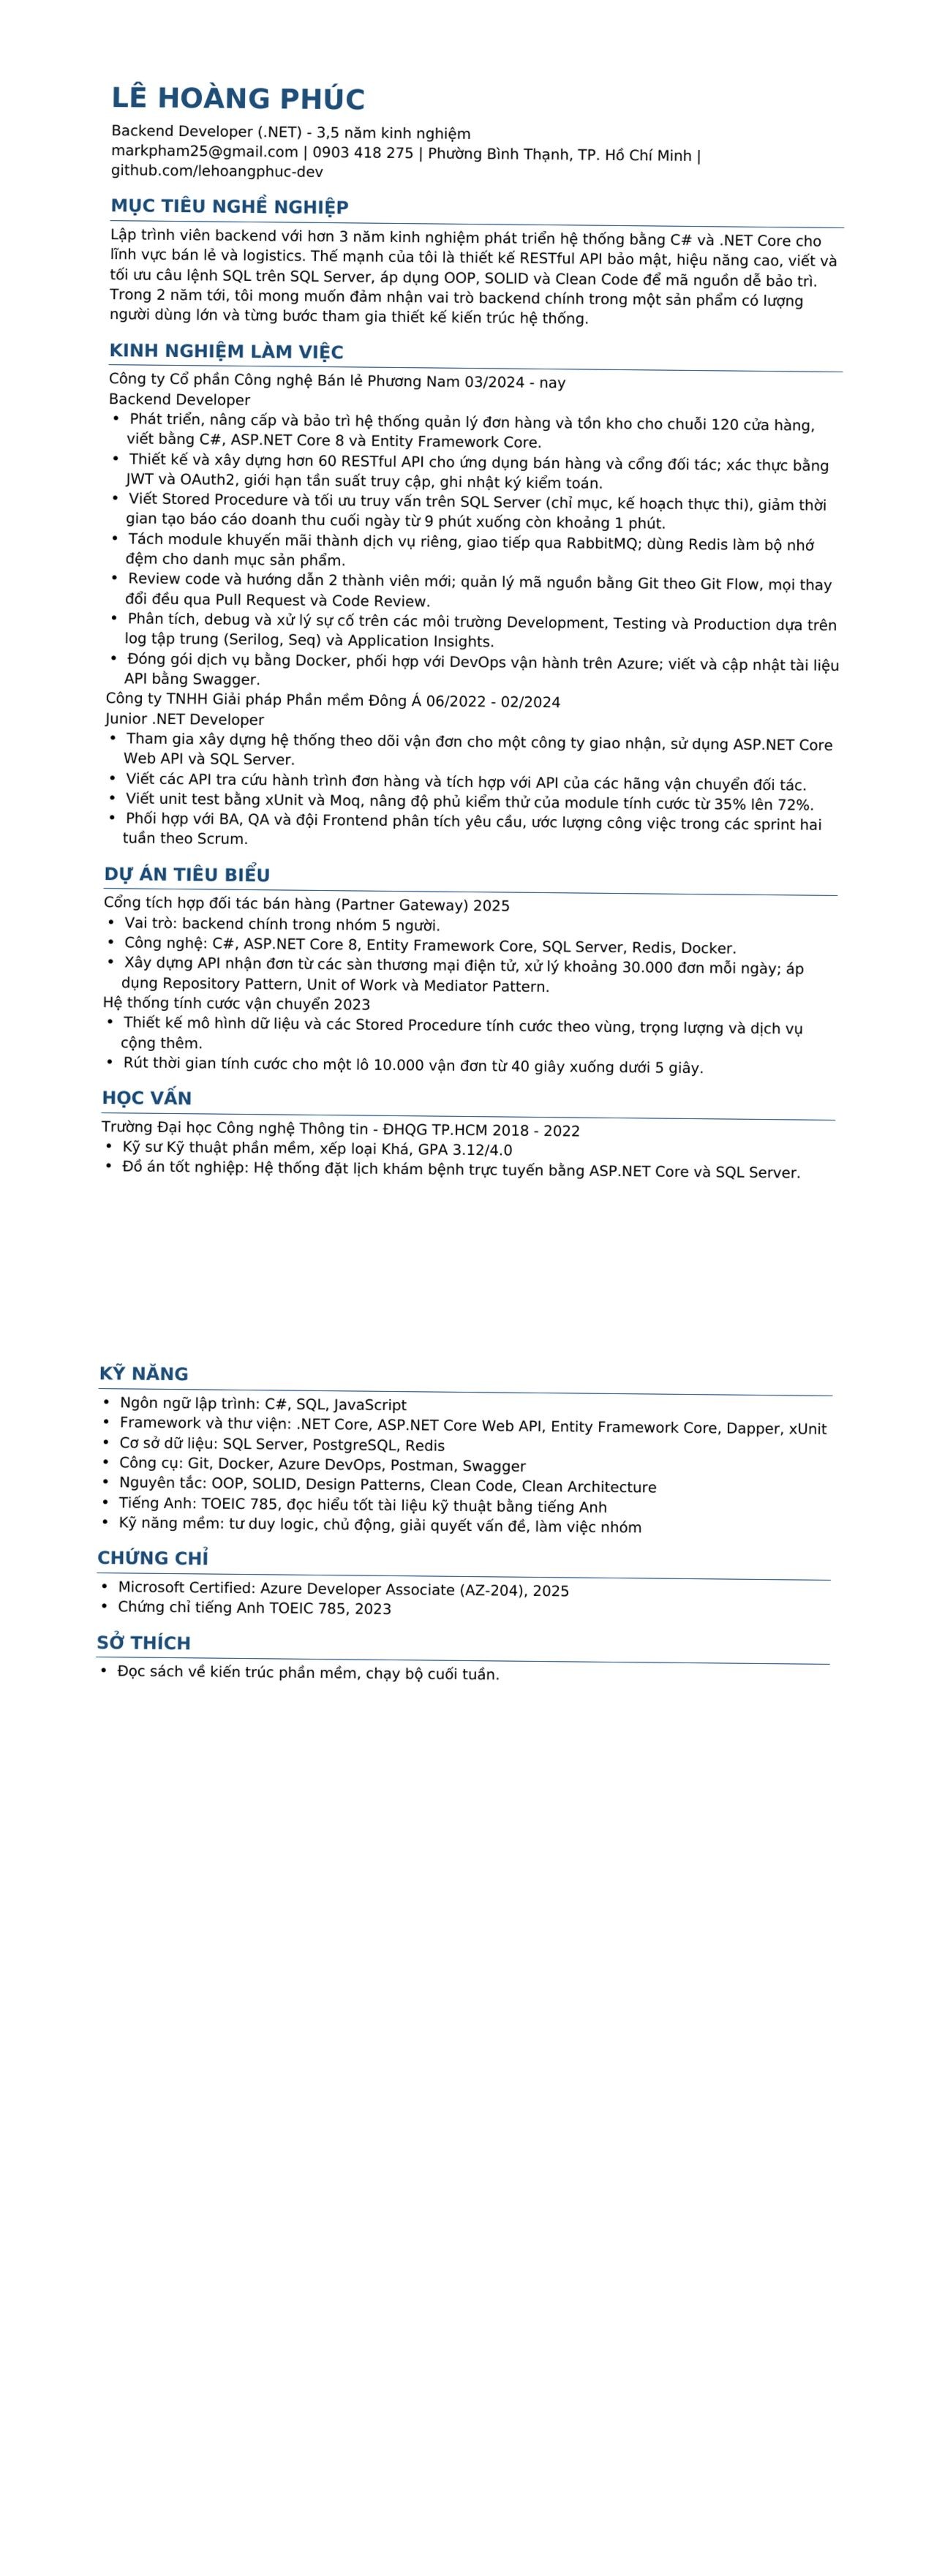 LÊ HOÀNG PHÚC
Backend Developer (.NET) - 3,5 năm kinh nghiệm
markpham25@gmail.com | 0903 418 275 | Phường Bình Thạnh, TP. Hồ Chí Minh |
github.com/lehoangphuc-dev
MỤC TIÊU NGHỀ NGHIỆP
Lập trình viên backend với hơn 3 năm kinh nghiệm phát triển hệ thống bằng C# và .NET Core cho
lĩnh vực bán lẻ và logistics. Thế mạnh của tôi là thiết kế RESTful API bảo mật, hiệu năng cao, viết và
tối ưu câu lệnh SQL trên SQL Server, áp dụng OOP, SOLID và Clean Code để mã nguồn dễ bảo trì.
Trong 2 năm tới, tôi mong muốn đảm nhận vai trò backend chính trong một sản phẩm có lượng
người dùng lớn và từng bước tham gia thiết kế kiến trúc hệ thống.
KINH NGHIỆM LÀM VIỆC
Công ty Cổ phần Công nghệ Bán lẻ Phương Nam 03/2024 - nay
Backend Developer
• Phát triển, nâng cấp và bảo trì hệ thống quản lý đơn hàng và tồn kho cho chuỗi 120 cửa hàng,
viết bằng C#, ASP.NET Core 8 và Entity Framework Core.
• Thiết kế và xây dựng hơn 60 RESTful API cho ứng dụng bán hàng và cổng đối tác; xác thực bằng
JWT và OAuth2, giới hạn tần suất truy cập, ghi nhật ký kiểm toán.
• Viết Stored Procedure và tối ưu truy vấn trên SQL Server (chỉ mục, kế hoạch thực thi), giảm thời
gian tạo báo cáo doanh thu cuối ngày từ 9 phút xuống còn khoảng 1 phút.
• Tách module khuyến mãi thành dịch vụ riêng, giao tiếp qua RabbitMQ; dùng Redis làm bộ nhớ
đệm cho danh mục sản phẩm.
• Review code và hướng dẫn 2 thành viên mới; quản lý mã nguồn bằng Git theo Git Flow, mọi thay
đổi đều qua Pull Request và Code Review.
• Phân tích, debug và xử lý sự cố trên các môi trường Development, Testing và Production dựa trên
log tập trung (Serilog, Seq) và Application Insights.
• Đóng gói dịch vụ bằng Docker, phối hợp với DevOps vận hành trên Azure; viết và cập nhật tài liệu
API bằng Swagger.
Công ty TNHH Giải pháp Phần mềm Đông Á 06/2022 - 02/2024
Junior .NET Developer
• Tham gia xây dựng hệ thống theo dõi vận đơn cho một công ty giao nhận, sử dụng ASP.NET Core
Web API và SQL Server.
• Viết các API tra cứu hành trình đơn hàng và tích hợp với API của các hãng vận chuyển đối tác.
• Viết unit test bằng xUnit và Moq, nâng độ phủ kiểm thử của module tính cước từ 35% lên 72%.
• Phối hợp với BA, QA và đội Frontend phân tích yêu cầu, ước lượng công việc trong các sprint hai
tuần theo Scrum.
DỰ ÁN TIÊU BIỂU
Cổng tích hợp đối tác bán hàng (Partner Gateway) 2025
• Vai trò: backend chính trong nhóm 5 người.
• Công nghệ: C#, ASP.NET Core 8, Entity Framework Core, SQL Server, Redis, Docker.
• Xây dựng API nhận đơn từ các sàn thương mại điện tử, xử lý khoảng 30.000 đơn mỗi ngày; áp
dụng Repository Pattern, Unit of Work và Mediator Pattern.
Hệ thống tính cước vận chuyển 2023
• Thiết kế mô hình dữ liệu và các Stored Procedure tính cước theo vùng, trọng lượng và dịch vụ
cộng thêm.
• Rút thời gian tính cước cho một lô 10.000 vận đơn từ 40 giây xuống dưới 5 giây.
HỌC VẤN
Trường Đại học Công nghệ Thông tin - ĐHQG TP.HCM 2018 - 2022
• Kỹ sư Kỹ thuật phần mềm, xếp loại Khá, GPA 3.12/4.0
• Đồ án tốt nghiệp: Hệ thống đặt lịch khám bệnh trực tuyến bằng ASP.NET Core và SQL Server.
KỸ NĂNG
• Ngôn ngữ lập trình: C#, SQL, JavaScript
• Framework và thư viện: .NET Core, ASP.NET Core Web API, Entity Framework Core, Dapper, xUnit
• Cơ sở dữ liệu: SQL Server, PostgreSQL, Redis
• Công cụ: Git, Docker, Azure DevOps, Postman, Swagger
• Nguyên tắc: OOP, SOLID, Design Patterns, Clean Code, Clean Architecture
• Tiếng Anh: TOEIC 785, đọc hiểu tốt tài liệu kỹ thuật bằng tiếng Anh
• Kỹ năng mềm: tư duy logic, chủ động, giải quyết vấn đề, làm việc nhóm
CHỨNG CHỈ
• Microsoft Certified: Azure Developer Associate (AZ-204), 2025
• Chứng chỉ tiếng Anh TOEIC 785, 2023
SỞ THÍCH
• Đọc sách về kiến trúc phần mềm, chạy bộ cuối tuần.